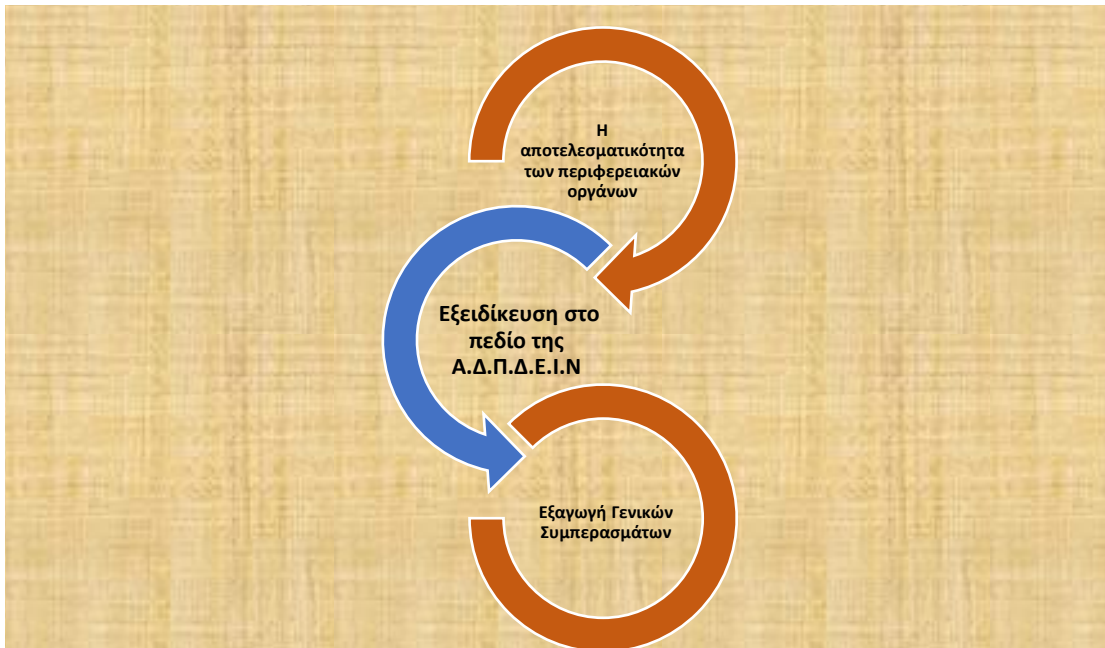 Η
αποτελεσματικότητα
των περιφερειακών
οργάνων
Εξειδίκευση στο
πεδίο της
Α.Δ.Π.Δ.Ε.Ι.Ν
Εξαγωγή Γενικών
Συμπερασμάτων